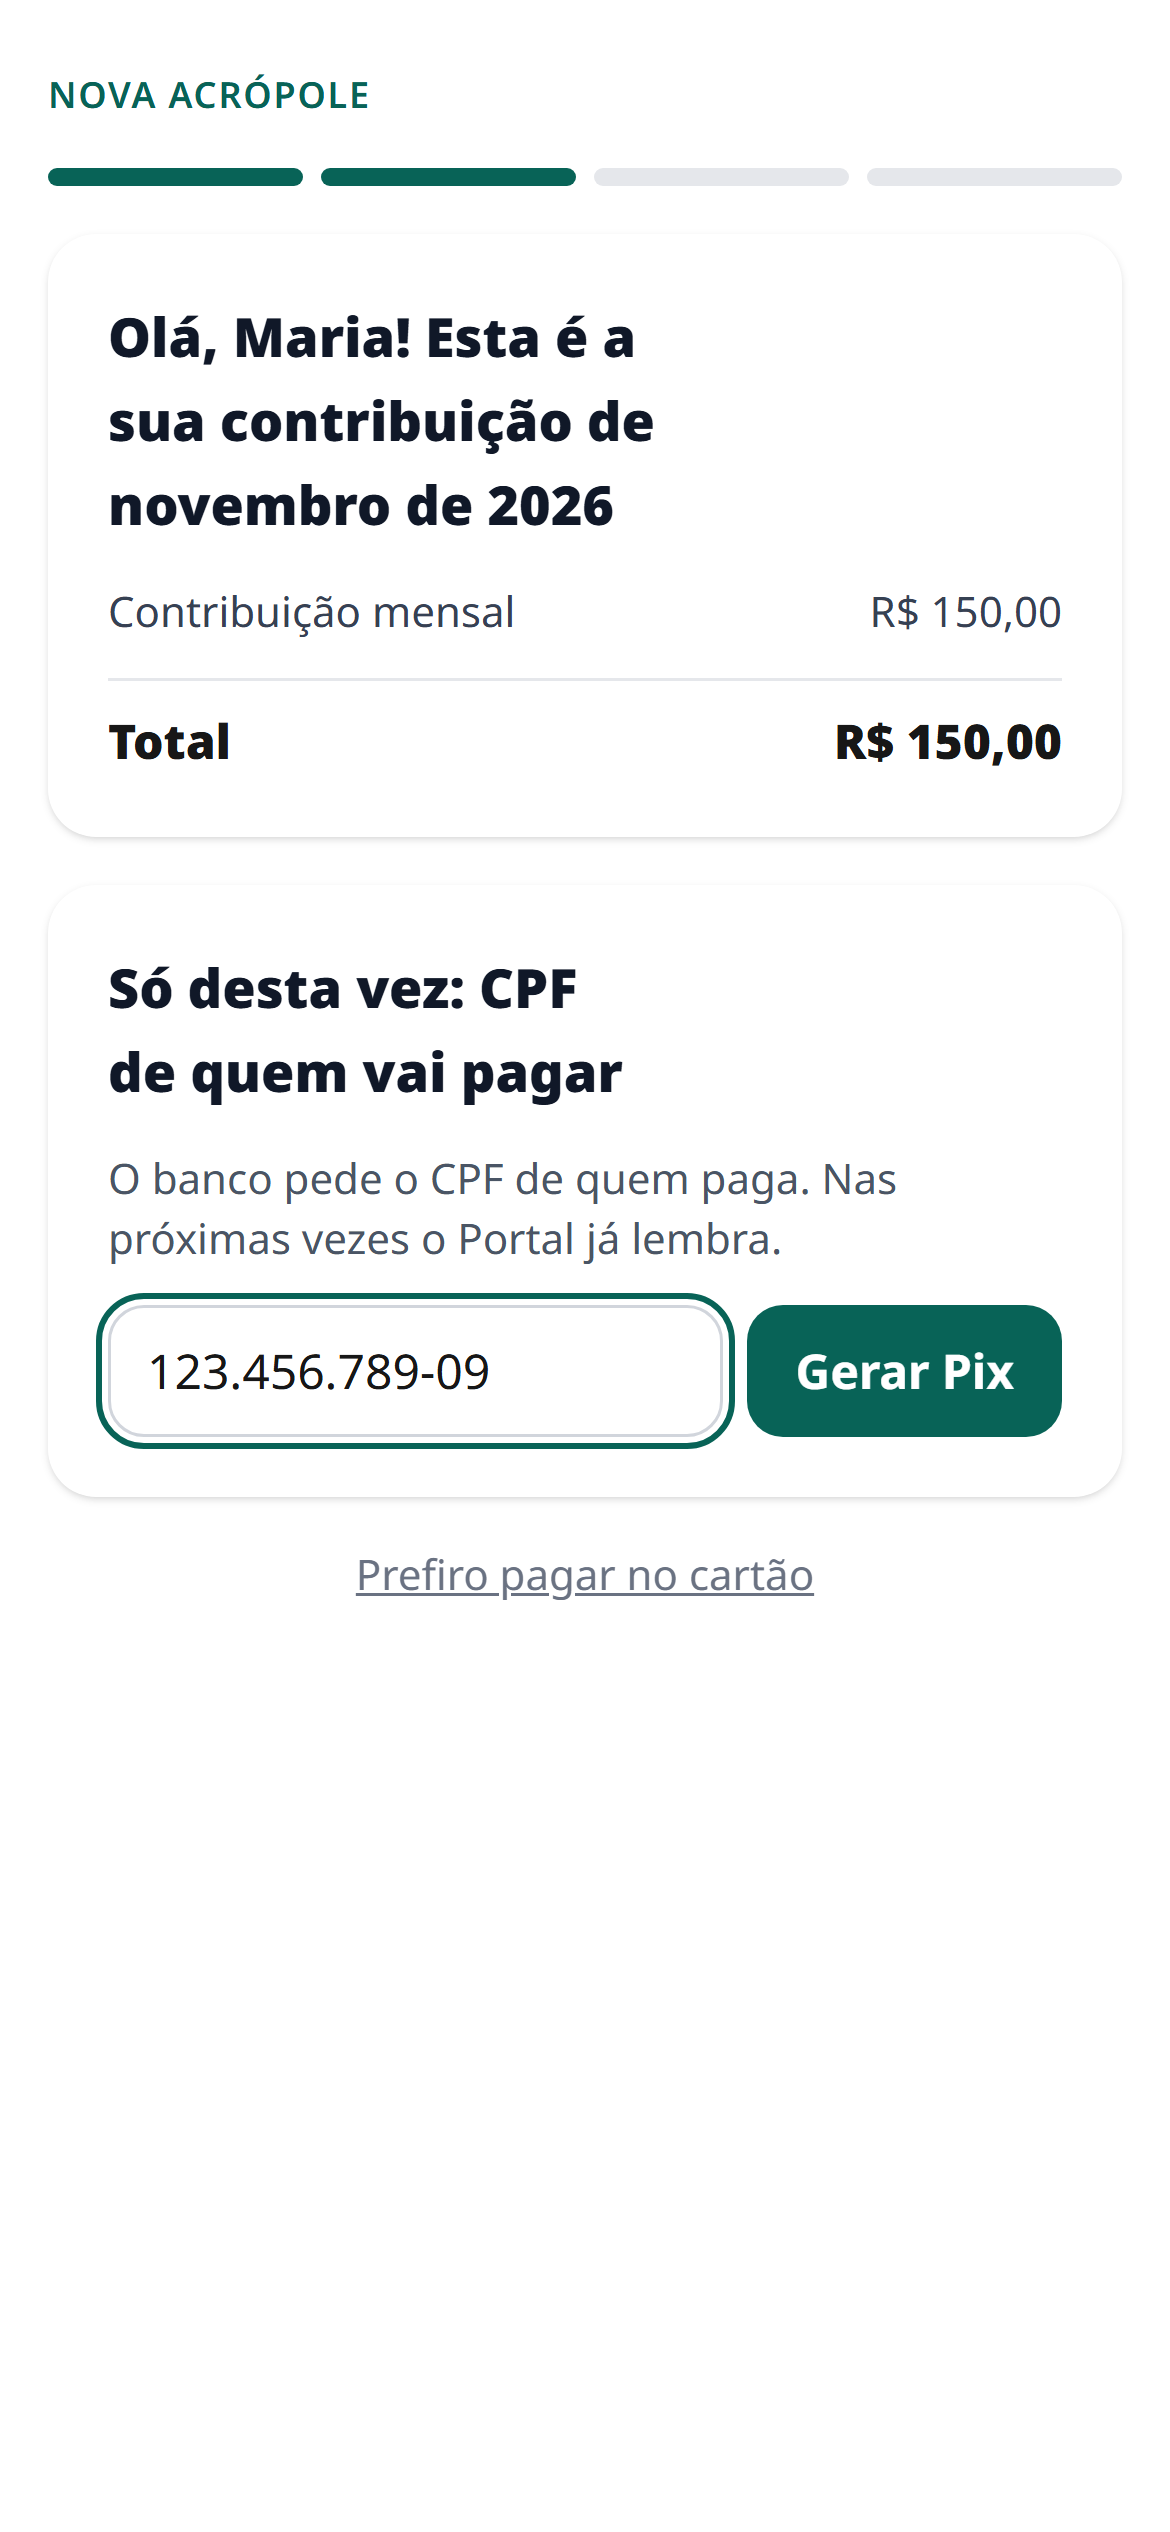 NOVA ACRÓPOLE
Olá, Maria! Esta é a
sua contribuição de
novembro de 2026
Contribuição mensal R$ 150,00
Total R$ 150,00
Só desta vez: CPF
de quem vai pagar
O banco pede o CPF de quem paga. Nas
próximas vezes o Portal já lembra.
123.456.789-09 Gerar Pix
Prefiro pagar no cartão